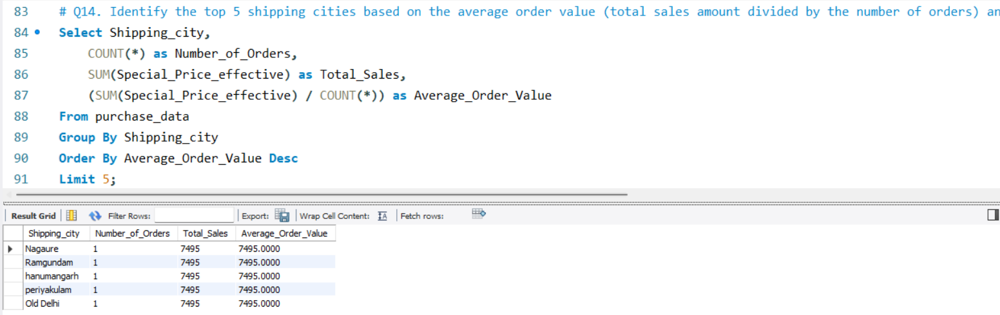 83 # Q14. Identify the top 5 shipping cities based on the average order value (total sales amount divided by the number of orders) an
84 Select Shipping_city,
85 COUNT(*) as Number_of_Orders,
86 SUM(Special_Price_effective) as Total_Sales,
87 (SUM(Special_Price_effective) / COUNT(*)) as Average_Order_Value
88 From purchase_data
89 Group By Shipping_city
90 Order By Average_Order_Value Desc
91 Limit 5;
Result Grid Filter Rows: Export: Wrap Cell Content: IA Fetch rows:
Shipping_city Number_of_Orders Total_Sales Average_Order_Value
Nagaure 1 7495 7495.0000
Ramgundam 1 7495 7495.0000
hanumangarh 1 7495 7495.0000
periyakulam 1 7495 7495.0000
Old Delhi 1 7495 7495.0000